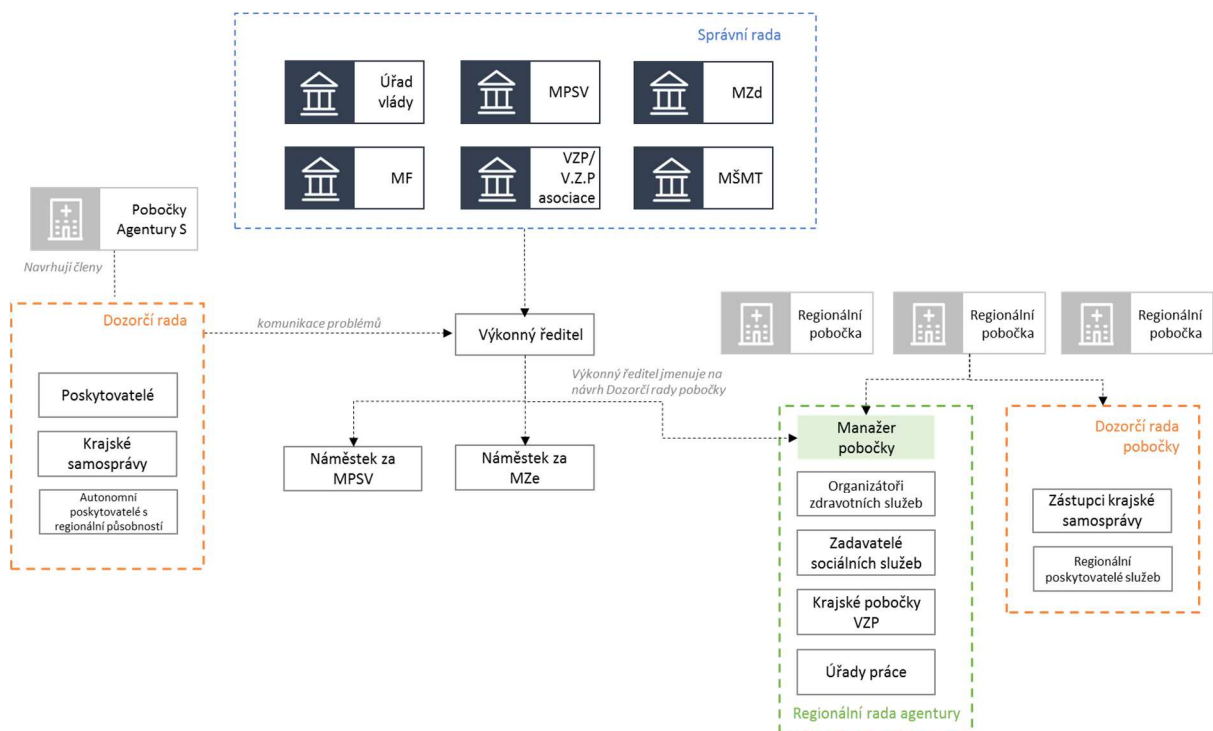 Správní rada
Úřad
vlády
MPSV
MZd
MF
VZP/
V.Z.P
asociace
MŠMT
Pobočky
Agentury S
Navrhují členy
Dozorčí rada
Poskytovatelé
Krajské
samosprávy
Autonomní
poskytovatelé s
regionální působností
komunikace problémů
Výkonný ředitel
Výkonný ředitel jmenuje na
návrh Dozorčí rady pobočky
Náměstek za
MPSV
Náměstek za
MZe
Regionální
pobočka
Regionální
pobočka
Regionální
pobočka
Manažer
pobočky
Organizátoři
zdravotních služeb
Zadavatelé
sociálních služeb
Krajské pobočky
VZP
Úřady práce
Regionální rada agentury
Dozorčí rada
pobočky
Zástupci krajské
samosprávy
Regionální
poskytovatelé služeb